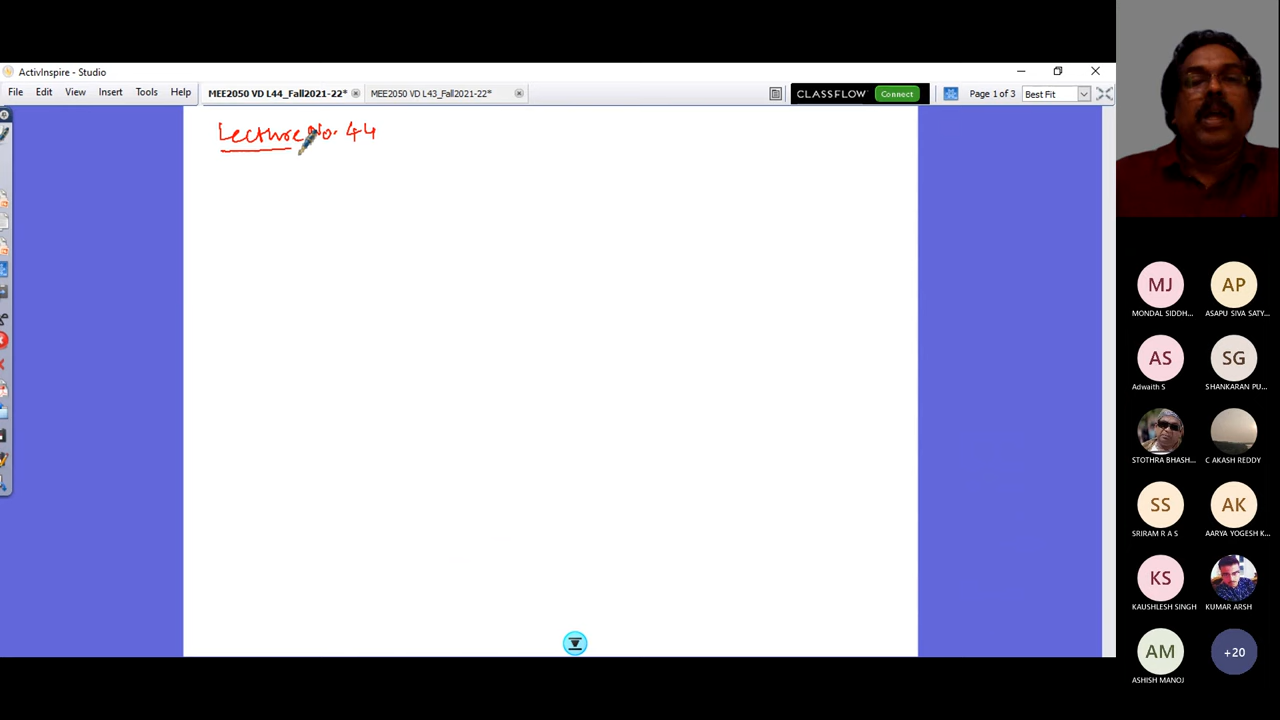 ActivInspire - Studio
File Edit View Insert Tools Help
MEE2050 VD L44_Fall2021-22* MEE2050 VD L43_Fall2021-22* CLASSFLOW Connect Page 1 of 3 Best Fit
Lecture No. 44
MJ AP
MONDAL SIDDH... ASAPU SIVA SATY...
AS SG
Adwaith S SHANKARAN PU...
STOTHRA BHASH... C AKASH REDDY
SS AK
SRIRAM R A S AARYA YOGESH K...
KS
KAUSHLESH SINGH KUMAR ARSH
AM +20
ASHISH MANOJ